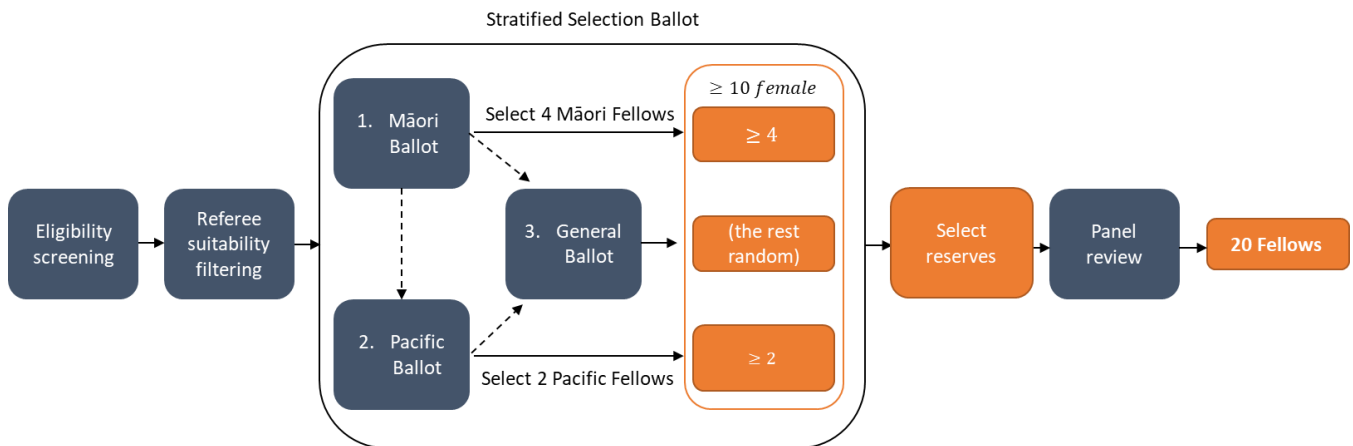 Stratified Selection Ballot
Eligibility
screening
Referee
suitability
filtering
1. Māori
Ballot
Select 4 Māori Fellows
2. Pacific
Ballot
Select 2 Pacific Fellows
3. General
Ballot
≥ 10 female
≥ 4
(the rest
random)
≥ 2
Select
reserves
Panel
review
20 Fellows